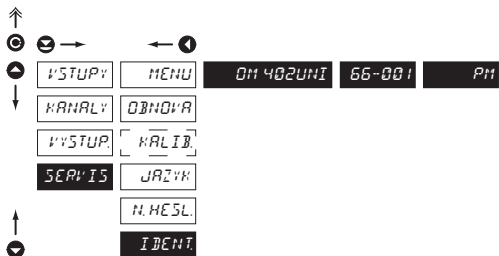 VSTUPY MENU OM 402UNI 66-001 PM
KANALY OBNOVA
VYSTUP. KALIB.
SERVIS JAZYK
N. HESL.
IDENT.